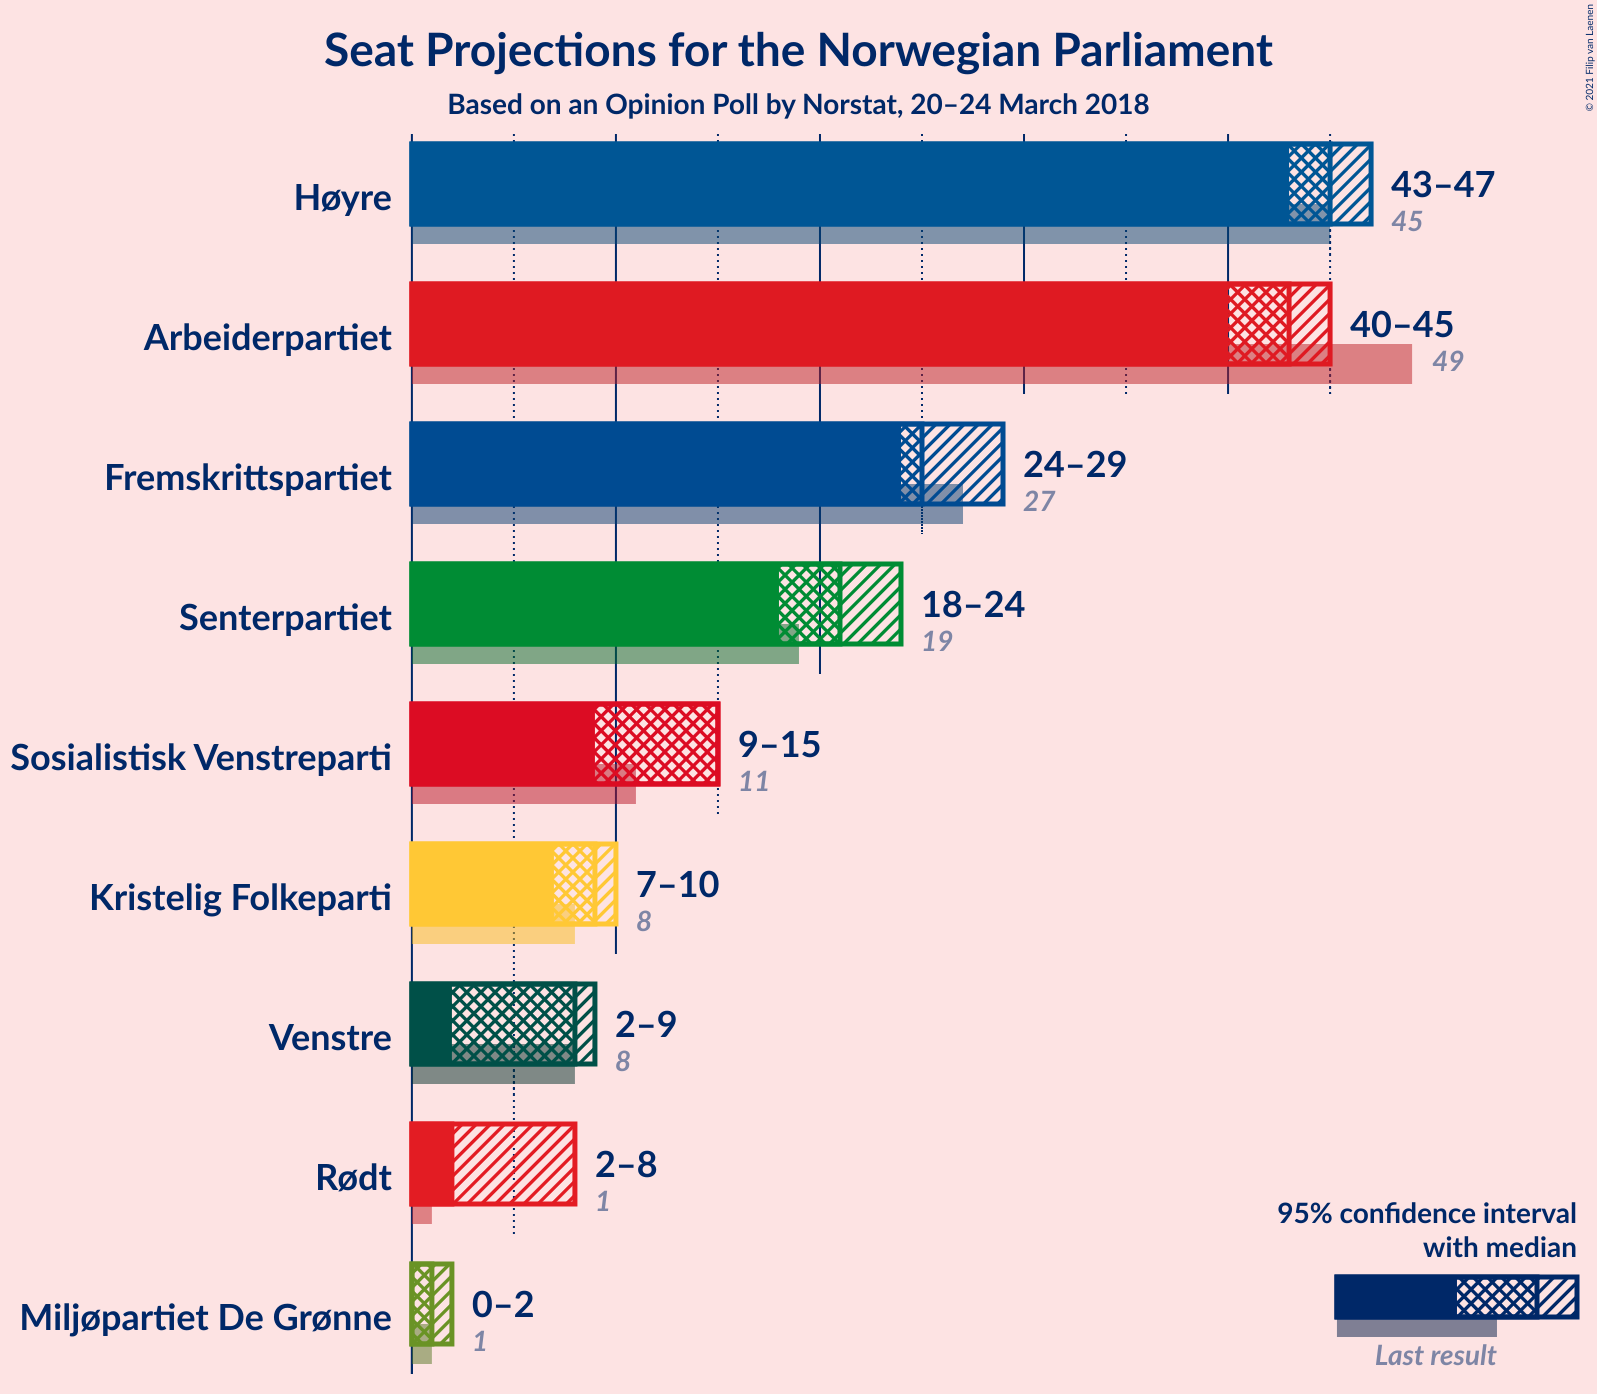 Seat Projections for the Norwegian Parliament
Based on an Opinion Poll by Norstat, 20–24 March 2018
© 2021 Filip van Laenen
Høyre
43–47
45
Arbeiderpartiet
40–45
49
Fremskrittspartiet
24–29
27
Senterpartiet
18–24
19
Sosialistisk Venstreparti
9–15
11
Kristelig Folkeparti
7–10
8
Venstre
2–9
8
Rødt
2–8
1
Miljøpartiet De Grønne
0–2
1
95% confidence interval
with median
Last result